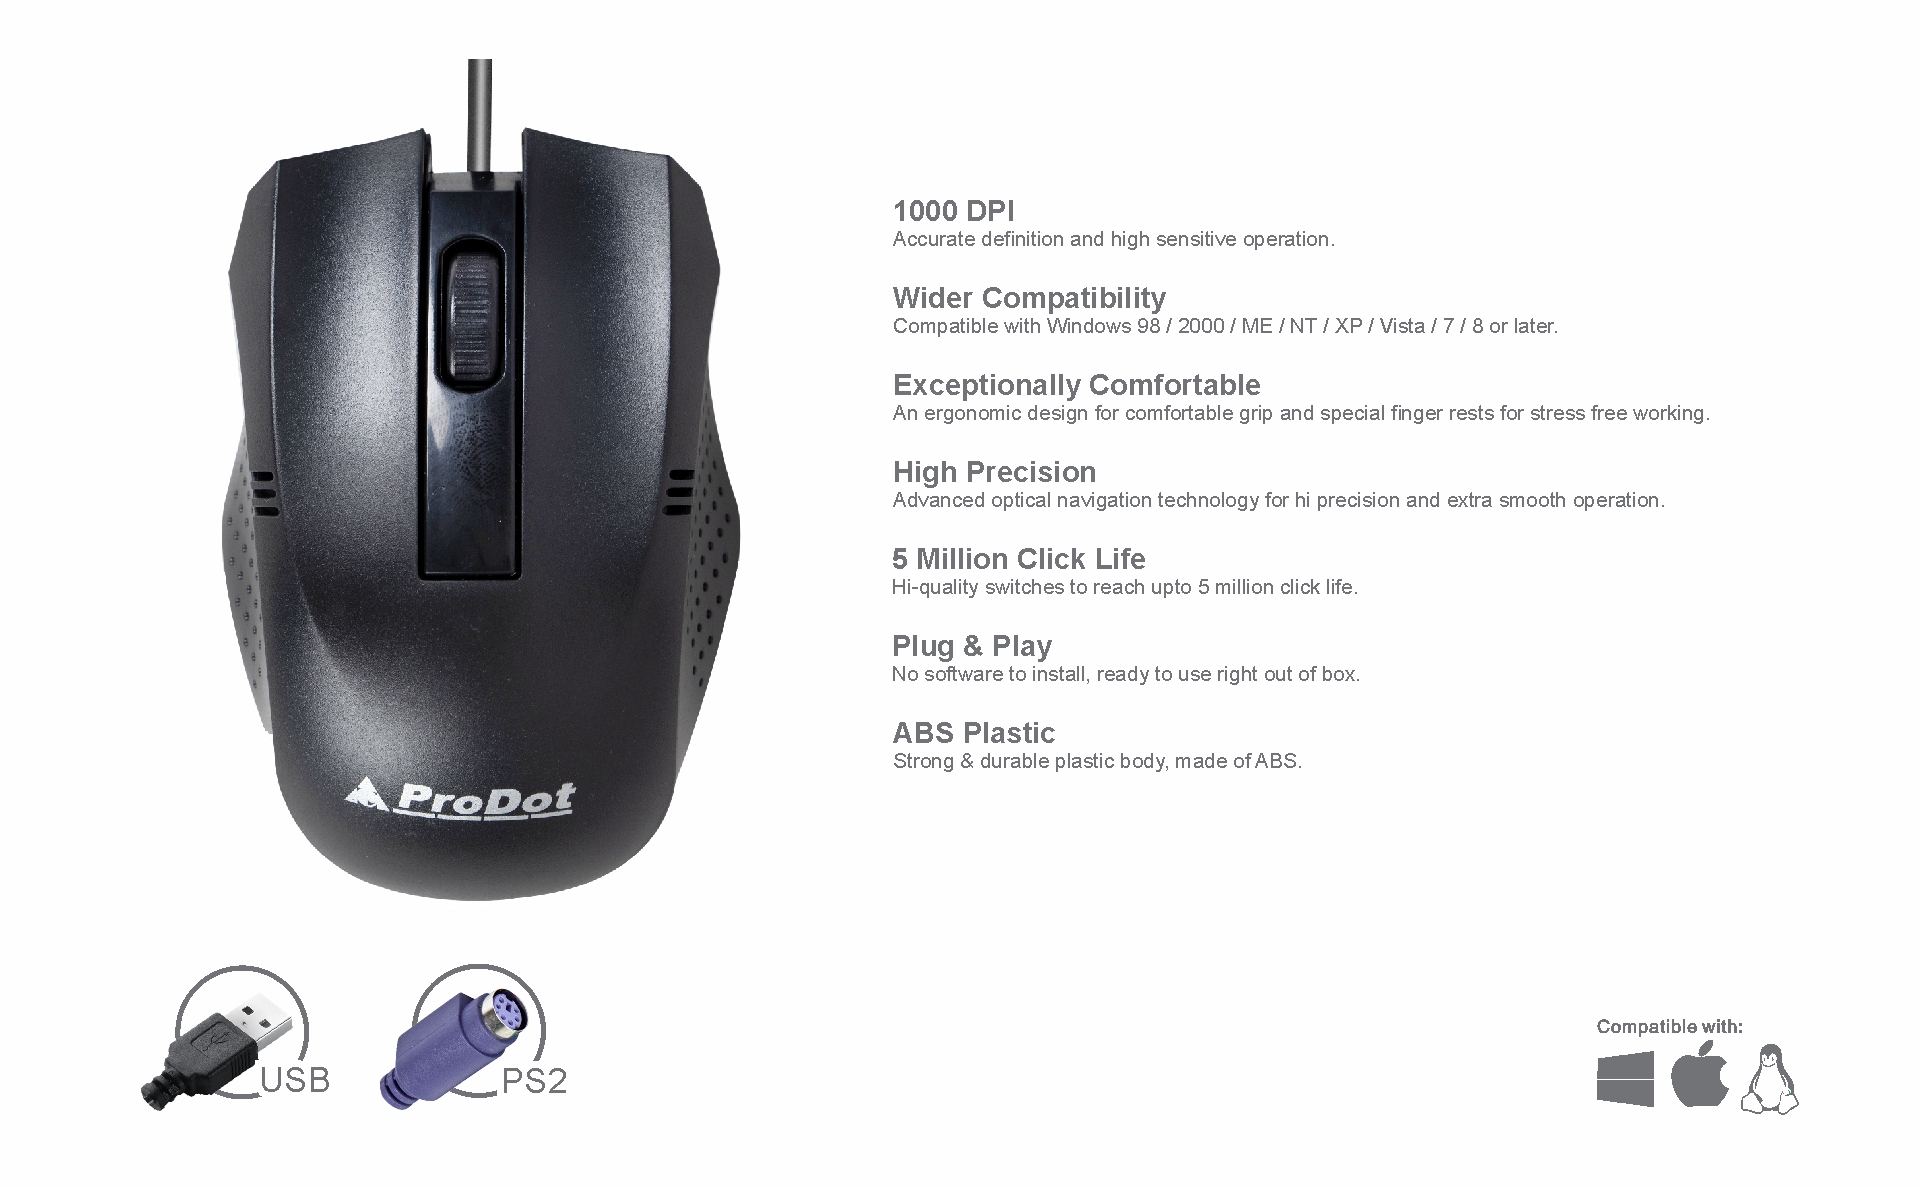 1000 DPI
Accurate definition and high sensitive operation.
Wider Compatibility
Compatible with Windows 98 / 2000 / ME / NT / XP / Vista / 7 / 8 or later.
Exceptionally Comfortable
An ergonomic design for comfortable grip and special finger rests for stress free working.
High Precision
Advanced optical navigation technology for hi precision and extra smooth operation.
5 Million Click Life
Hi-quality switches to reach upto 5 million click life.
Plug & Play
No software to install, ready to use right out of box.
ABS Plastic
Strong & durable plastic body, made of ABS.
ProDot
USB
PS2
Compatible with: